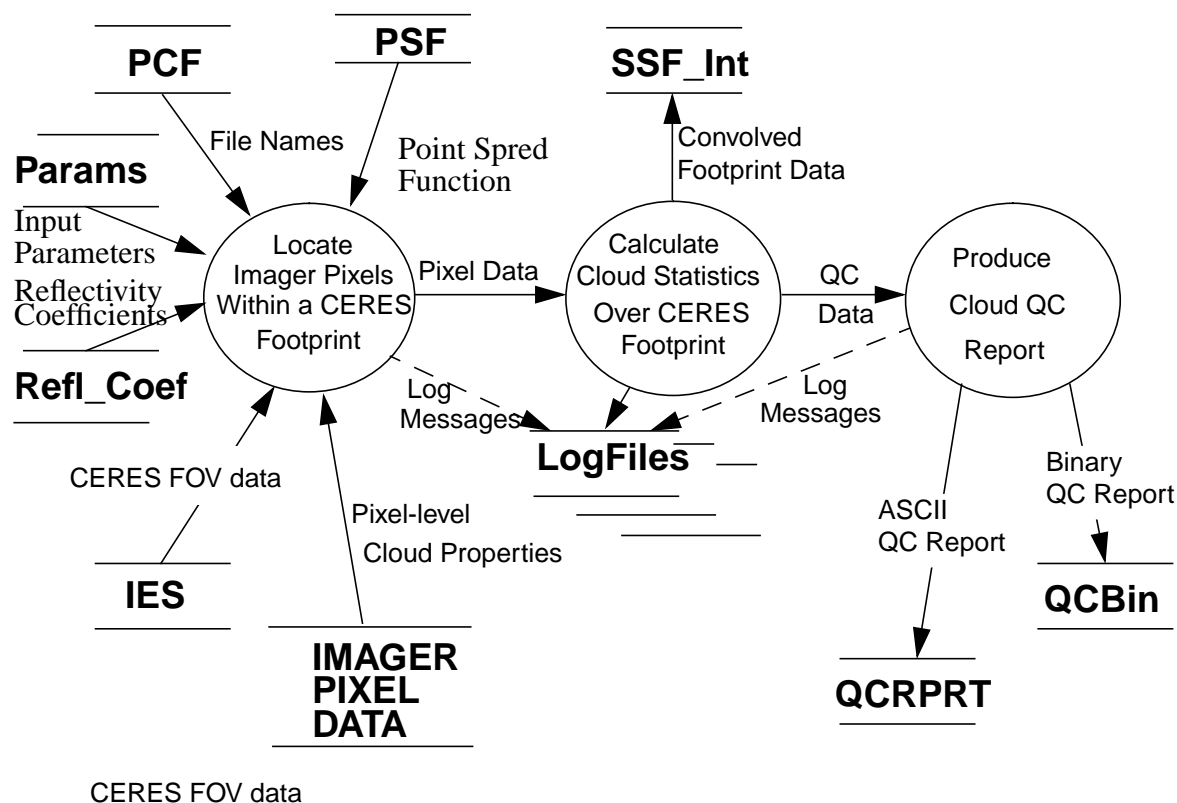 PCF
PSF
SSF_Int
File Names
Point Spred
Function
Convolved
Footprint Data
Params
Input
Parameters
Reflectivity
Coefficients
Refl_Coef
Locate
Imager Pixels
Within a CERES
Footprint
Pixel Data
Calculate
Cloud Statistics
Over CERES
Footprint
QC
Data
Produce
Cloud QC
Report
Log
Messages
Log
Messages
LogFiles
CERES FOV data
IES
Pixel-level
Cloud Properties
IMAGER
PIXEL
DATA
ASCII
QC Report
Binary
QC Report
QCBin
QCRPRT
CERES FOV data